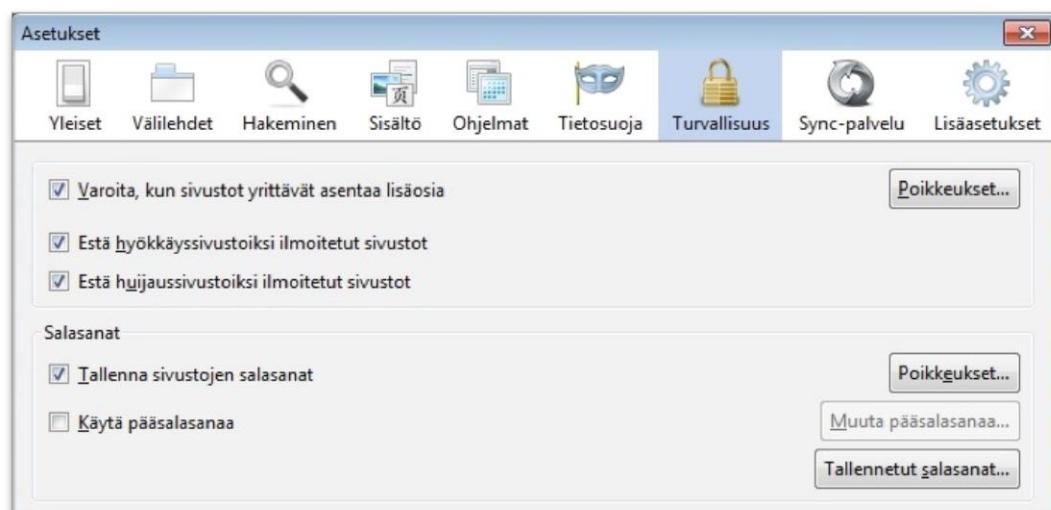 Asetukset
Yleiset Välilehdet Hakeminen Sisältö Ohjelmat Tietosuoja Turvallisuus Sync-palvelu Lisäasetukset
Varoita, kun sivustot yrittävät asentaa lisäosia Poikkeukset...
Estä hyökkäyssivustoiksi ilmoitetut sivustot
Estä huijaussivustoiksi ilmoitetut sivustot
Salasanat
Tallenna sivustojen salasanat Poikkeukset...
Käytä pääsalasanaa Muuta pääsalasanaa...
Tallennetut salasanat...